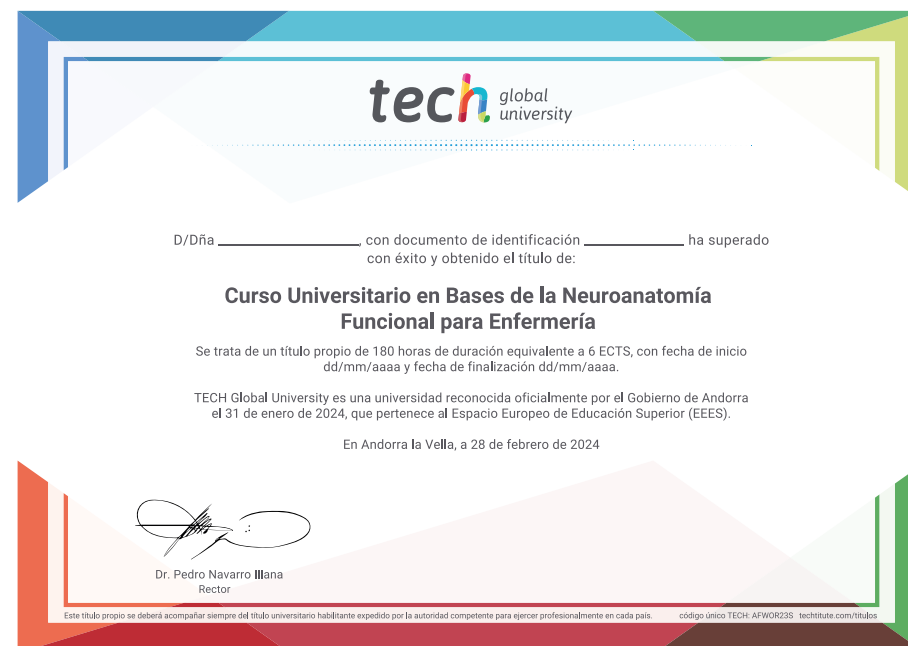 tech global university
D/Dña ____________________, con documento de identificación ______________ ha superado
con éxito y obtenido el título de:
Curso Universitario en Bases de la Neuroanatomía
Funcional para Enfermería
Se trata de un título propio de 180 horas de duración equivalente a 6 ECTS, con fecha de inicio
dd/mm/aaaa y fecha de finalización dd/mm/aaaa.
TECH Global University es una universidad reconocida oficialmente por el Gobierno de Andorra
el 31 de enero de 2024, que pertenece al Espacio Europeo de Educación Superior (EEES).
En Andorra la Vella, a 28 de febrero de 2024
Dr. Pedro Navarro Illana
Rector
Este título propio se deberá acompañar siempre del título universitario habilitante expedido por la autoridad competente para ejercer profesionalmente en cada país. código único TECH: AFWOR23S techtitute.com/titulos